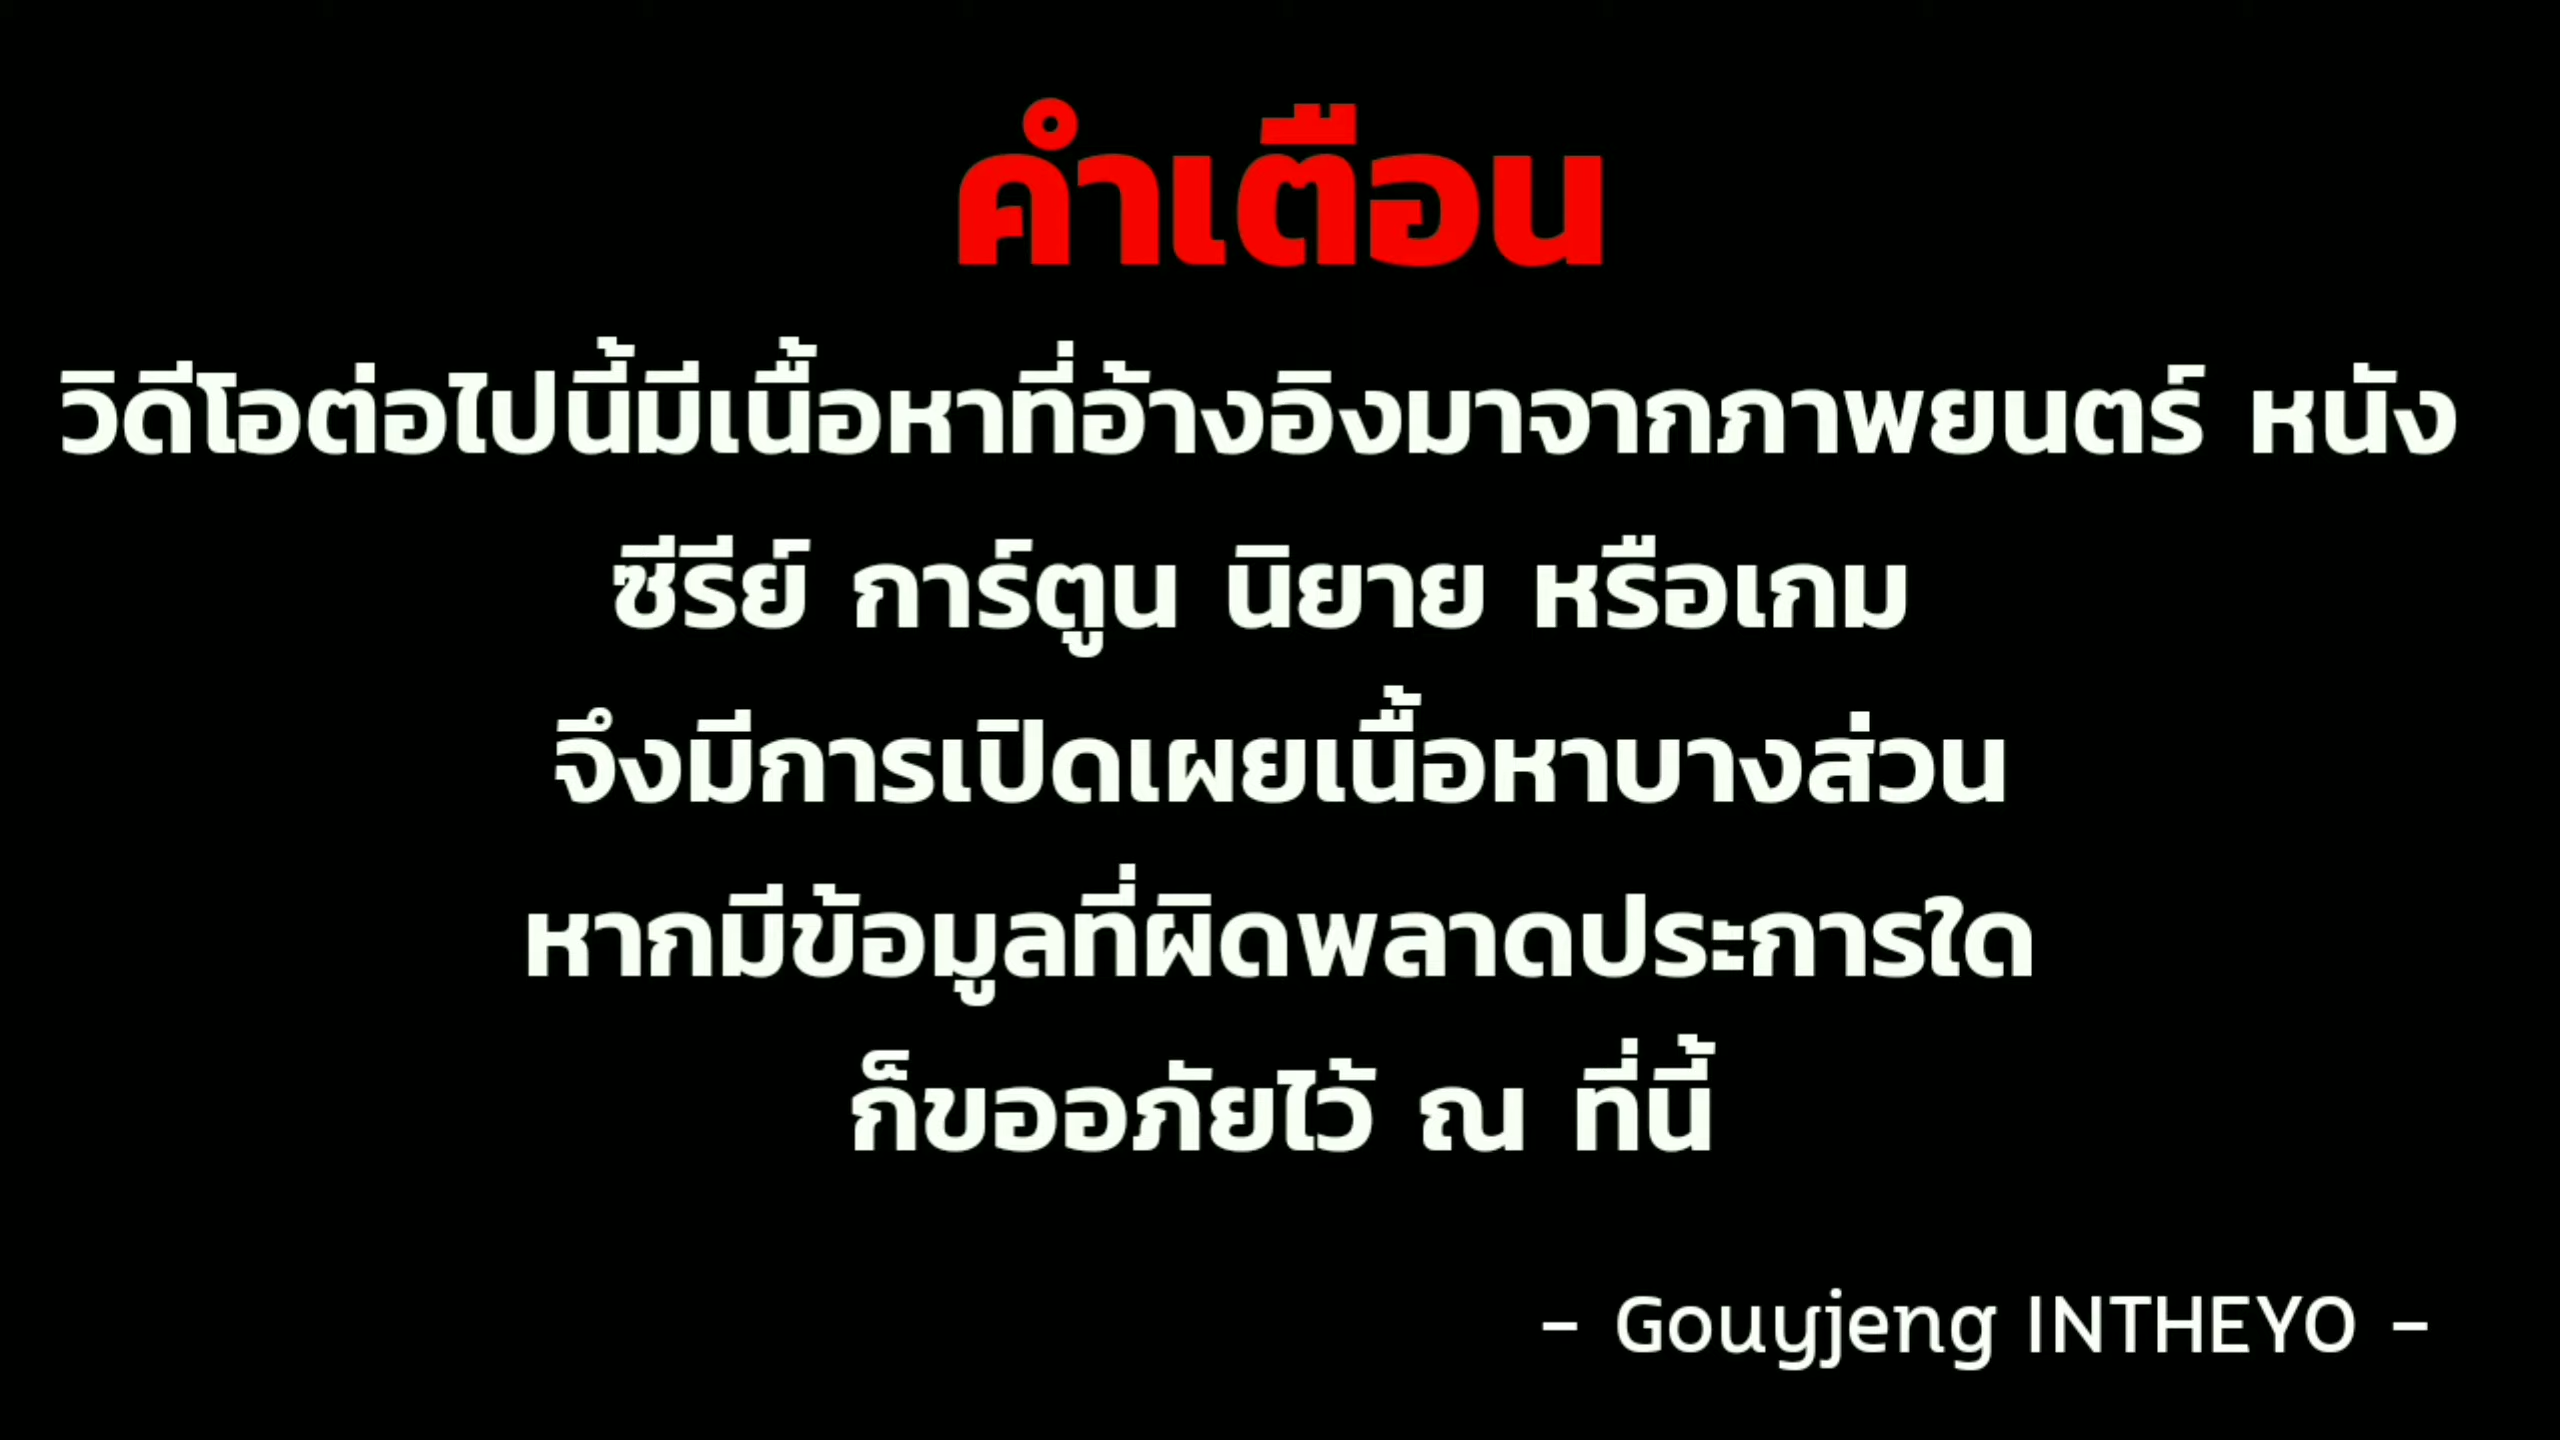 คำเตือน
วิดีโอต่อไปนี้มีเนื้อหาที่อ้างอิงมาจากภาพยนตร์ หนัง
ซีรีย์ การ์ตูน นิยาย หรือเกม
จึงมีการเปิดเผยเนื้อหาบางส่วน
หากมีข้อมูลที่ผิดพลาดประการใด
ก็ขออภัยไว้ ณ ที่นี้
- Gouyjeng INTHEYO -